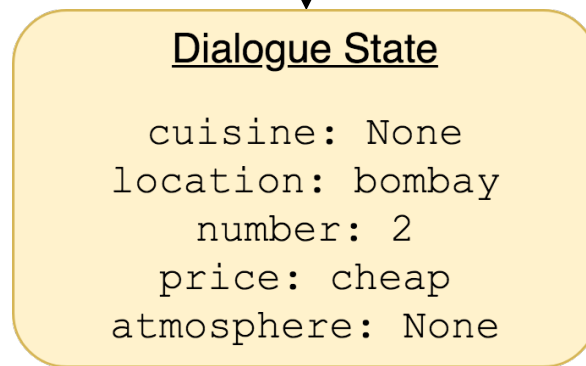 Dialogue State
cuisine: None
location: bombay
number: 2
price: cheap
atmosphere: None